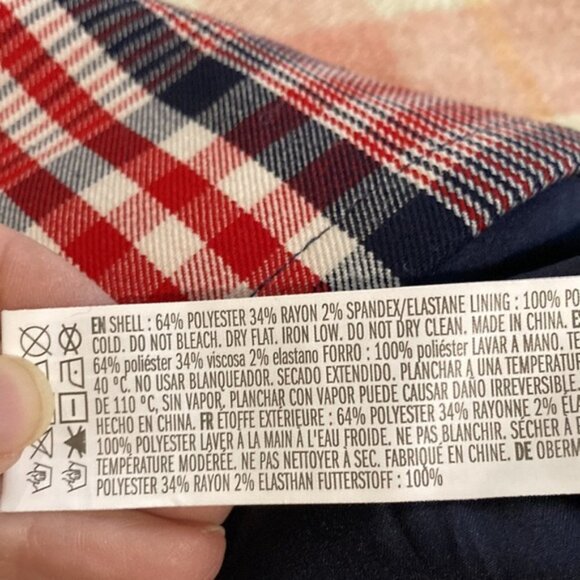 EN SHELL : 64% POLYESTER 34% RAYON 2% SPANDEX/ELASTANE LINING : 100% PO
COLD. DO NOT BLEACH. DRY FLAT. IRON LOW. DO NOT DRY CLEAN. MADE IN CHINA.
64% poliéster 34% viscosa 2% elastano FORRO : 100% poliéster LAVAR A MANO. TE
40 °C. NO USAR BLANQUEADOR. SECADO EXTENDIDO. PLANCHAR A UNA TEMPERATUR
DE 110 °C, SIN VAPOR, PLANCHAR CON VAPOR PUEDE CAUSAR DAÑO IRREVERSIBLE.
HECHO EN CHINA. FR ÉTOFFE EXTÉRIEURE : 64% POLYESTER 34% RAYONNE 2% ÉLA
100% POLYESTER LAVER À LA MAIN À L'EAU FROIDE. NE PAS BLANCHIR. SÉCHER À
TEMPÉRATURE MODÉRÉE. NE PAS NETTOYER À SEC. FABRIQUÉ EN CHINE. DE OBERM
POLYESTER 34% RAYON 2% ELASTHAN FUTTERSTOFF : 100%